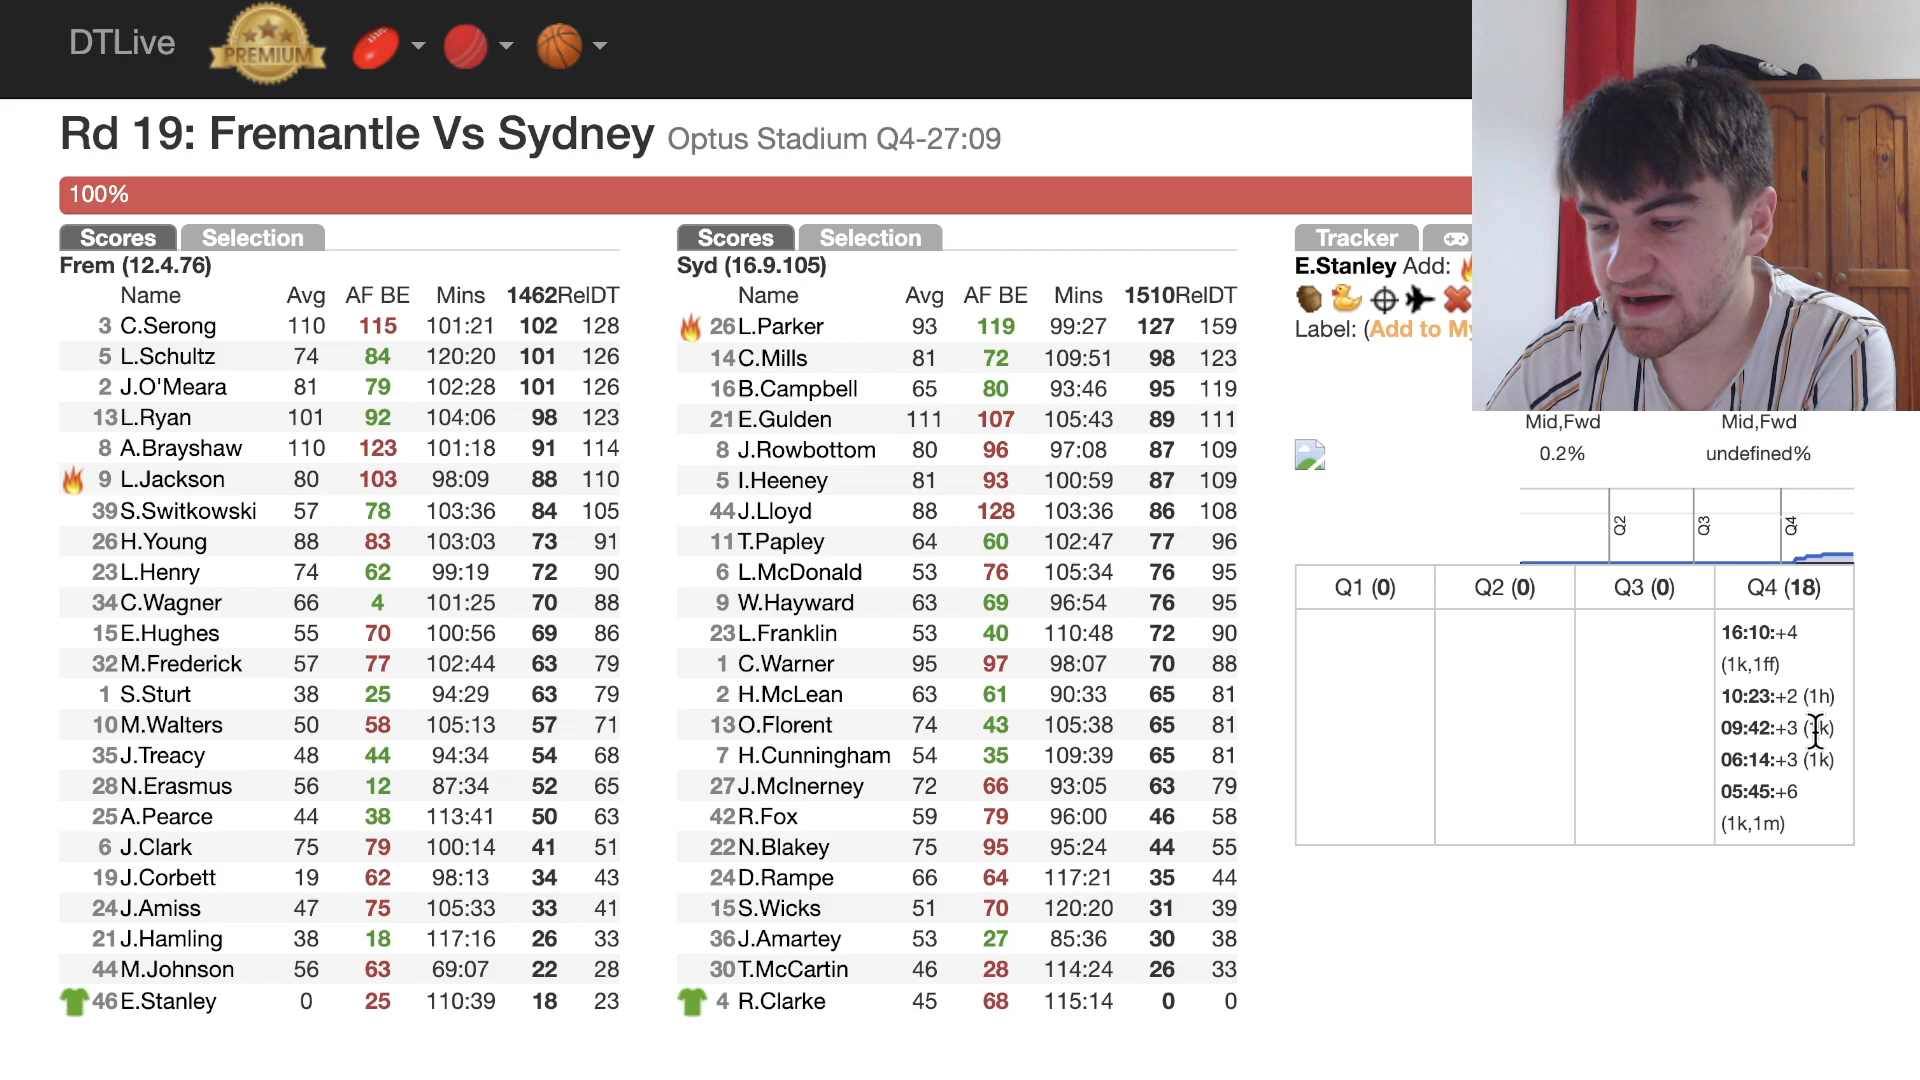 DTLive
PREMIUM
Rd 19: Fremantle Vs Sydney Optus Stadium Q4-27:09
100%
Scores Selection
Frem (12.4.76)
Name Avg AF BE Mins 1462 RelDT
3 C.Serong 110 115 101:21 102 128
5 L.Schultz 74 84 120:20 101 126
2 J.O'Meara 81 79 102:28 101 126
13 L.Ryan 101 92 104:06 98 123
8 A.Brayshaw 110 123 101:18 91 114
9 L.Jackson 80 103 98:09 88 110
39 S.Switkowski 57 78 103:36 84 105
26 H.Young 88 83 103:03 73 91
23 L.Henry 74 62 99:19 72 90
34 C.Wagner 66 4 101:25 70 88
15 E.Hughes 55 70 100:56 69 86
32 M.Frederick 57 77 102:44 63 79
1 S.Sturt 38 25 94:29 63 79
10 M.Walters 50 58 105:13 57 71
35 J.Treacy 48 44 94:34 54 68
28 N.Erasmus 56 12 87:34 52 65
25 A.Pearce 44 38 113:41 50 63
6 J.Clark 75 79 100:14 41 51
19 J.Corbett 19 62 98:13 34 43
24 J.Amiss 47 75 105:33 33 41
21 J.Hamling 38 18 117:16 26 33
44 M.Johnson 56 63 69:07 22 28
46 E.Stanley 0 25 110:39 18 23
Scores Selection
Syd (16.9.105)
Name Avg AF BE Mins 1510 RelDT
26 L.Parker 93 119 99:27 127 159
14 C.Mills 81 72 109:51 98 123
16 B.Campbell 65 80 93:46 95 119
21 E.Gulden 111 107 105:43 89 111
8 J.Rowbottom 80 96 97:08 87 109
5 I.Heeney 81 93 100:59 87 109
44 J.Lloyd 88 128 103:36 86 108
11 T.Papley 64 60 102:47 77 96
6 L.McDonald 53 76 105:34 76 95
9 W.Hayward 63 69 96:54 76 95
23 L.Franklin 53 40 110:48 72 90
1 C.Warner 95 97 98:07 70 88
2 H.McLean 63 61 90:33 65 81
13 O.Florent 74 43 105:38 65 81
7 H.Cunningham 54 35 109:39 65 81
27 J.McInerney 72 66 93:05 63 79
42 R.Fox 59 79 96:00 46 58
22 N.Blakey 75 95 95:24 44 55
24 D.Rampe 66 64 117:21 35 44
15 S.Wicks 51 70 120:20 31 39
36 J.Amartey 53 27 85:36 30 38
30 T.McCartin 46 28 114:24 26 33
4 R.Clarke 45 68 115:14 0 0
Tracker
E.Stanley Add:
Label: (Add to My
Mid,Fwd Mid,Fwd
0.2% undefined%
Q2 Q3 Q4
Q1 (0) Q2 (0) Q3 (0) Q4 (18)
16:10:+4
(1k,1ff)
10:23:+2 (1h)
09:42:+3 (1k)
06:14:+3 (1k)
05:45:+6
(1k,1m)